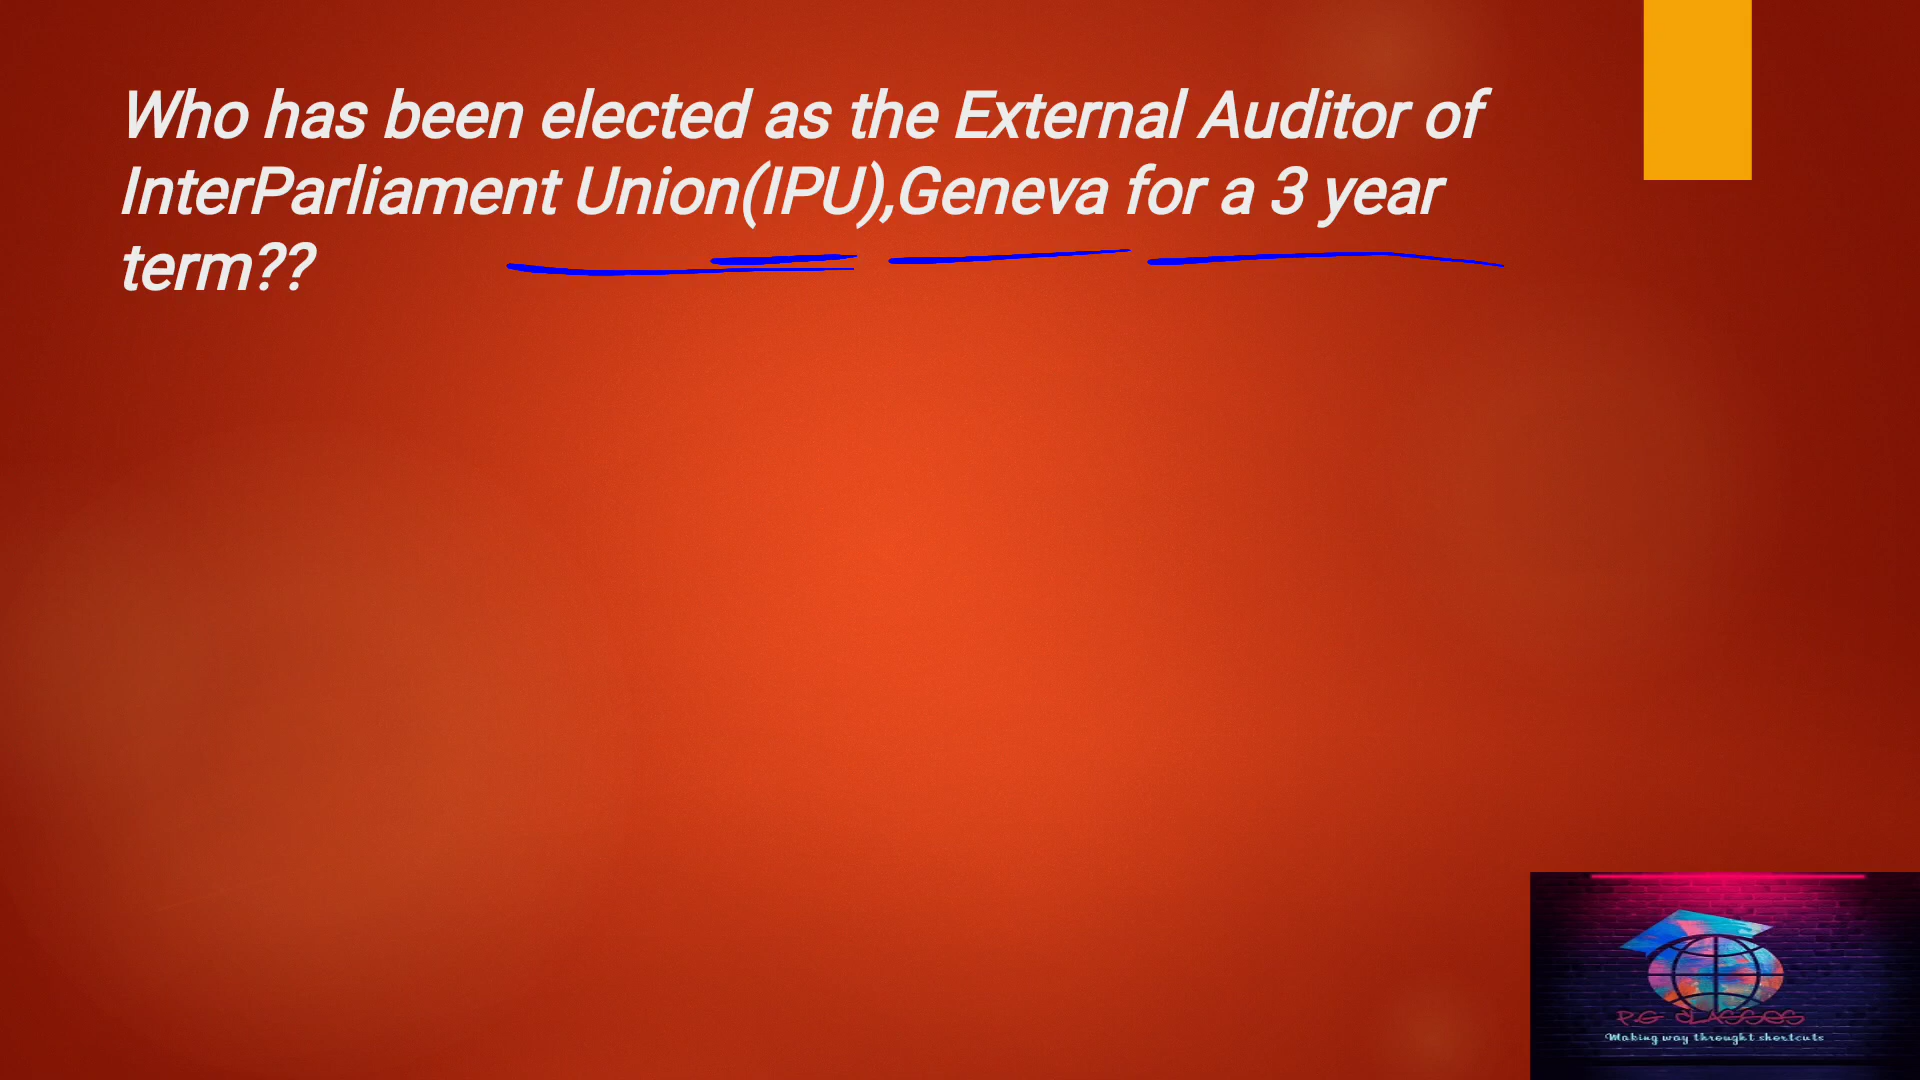 Who has been elected as the External Auditor of
InterParliament Union(IPU),Geneva for a 3 year
term??
P.G CLASSES
Making way throught shortcuts